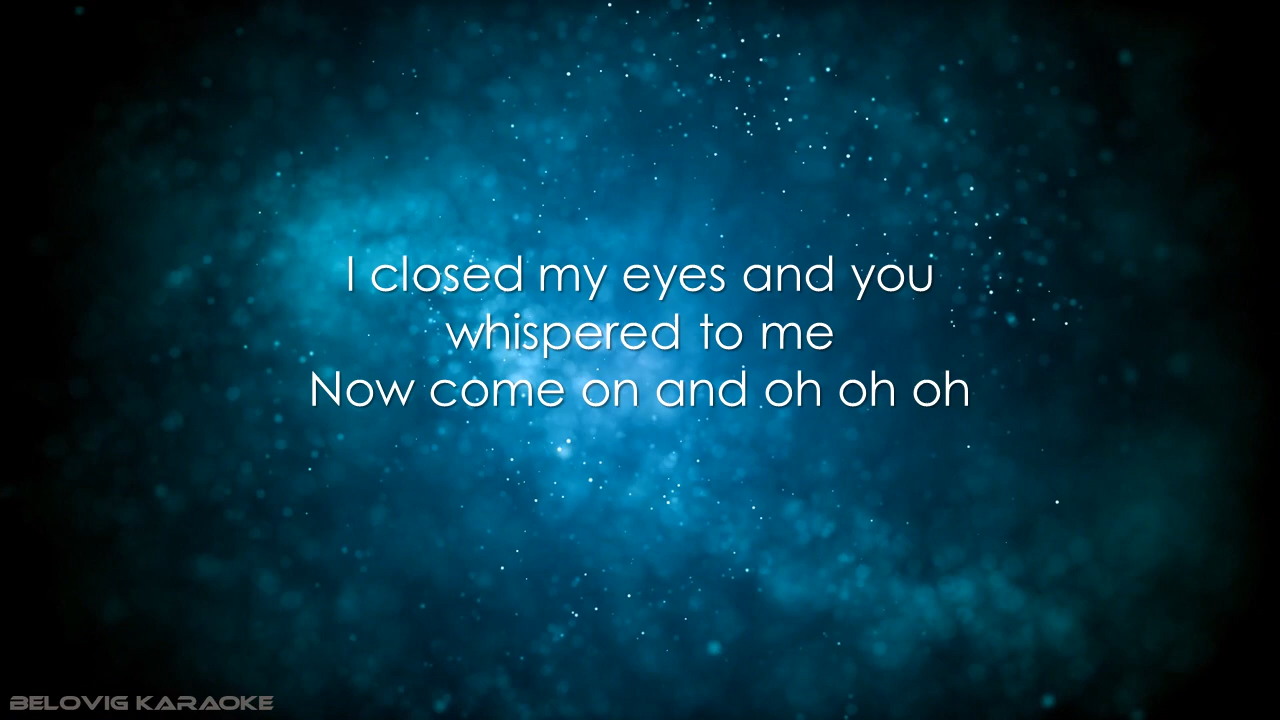 I closed my eyes and you
whispered to me
Now come on and oh oh oh
BELOVIG KARAOKE